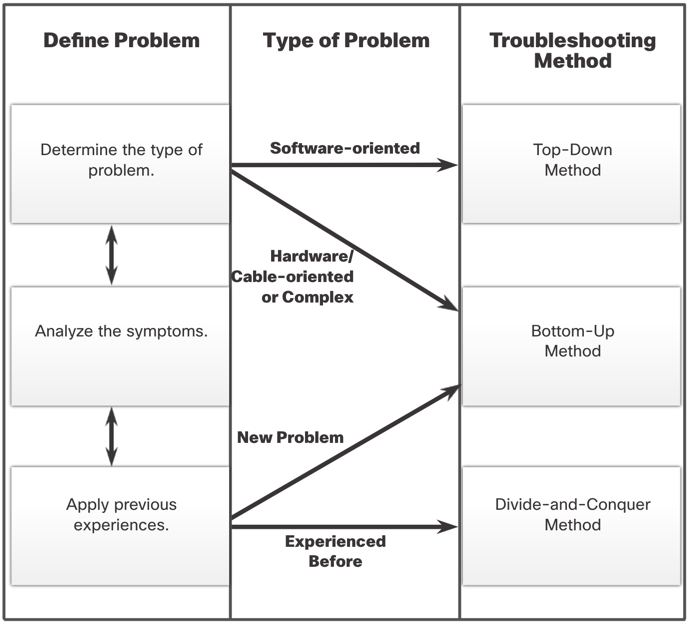 Define Problem
Type of Problem
Troubleshooting
Method
Determine the type of
problem.
Software-oriented
Top-Down
Method
Hardware/
Cable-oriented
or Complex
Analyze the symptoms.
Bottom-Up
Method
New Problem
Apply previous
experiences.
Experienced
Before
Divide-and-Conquer
Method